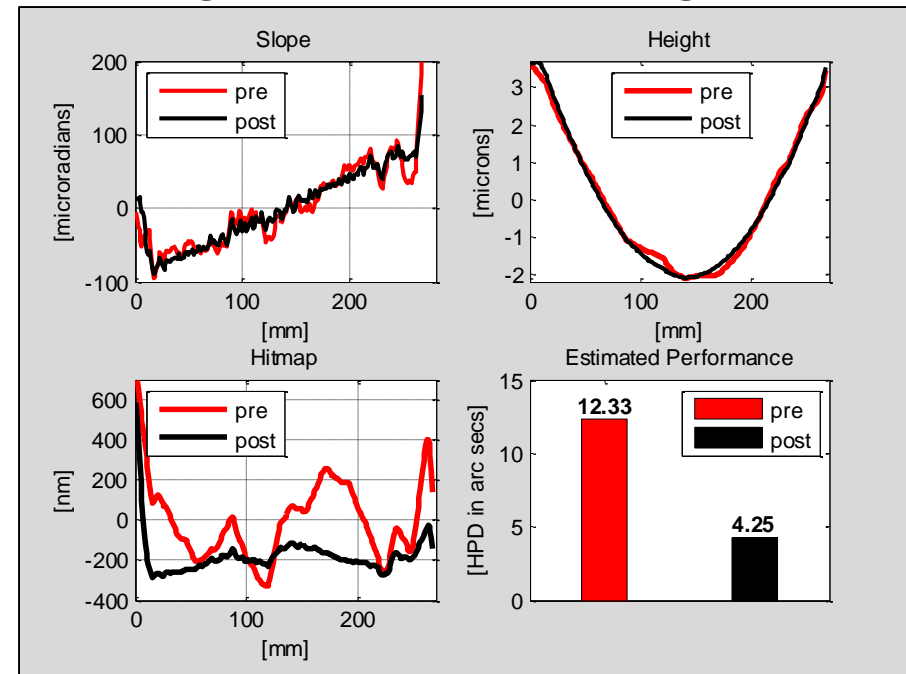 Slope
200
100
0
-100
[microradians]
pre
post
0
100
200
[mm]
Height
3
2
1
0
-1
-2
[microns]
pre
post
0
100
200
[mm]
Hitmap
600
400
200
0
-200
-400
[nm]
pre
post
0
100
200
[mm]
Estimated Performance
15
10
5
0
[HPD in arc secs]
12.33
4.25
pre
post